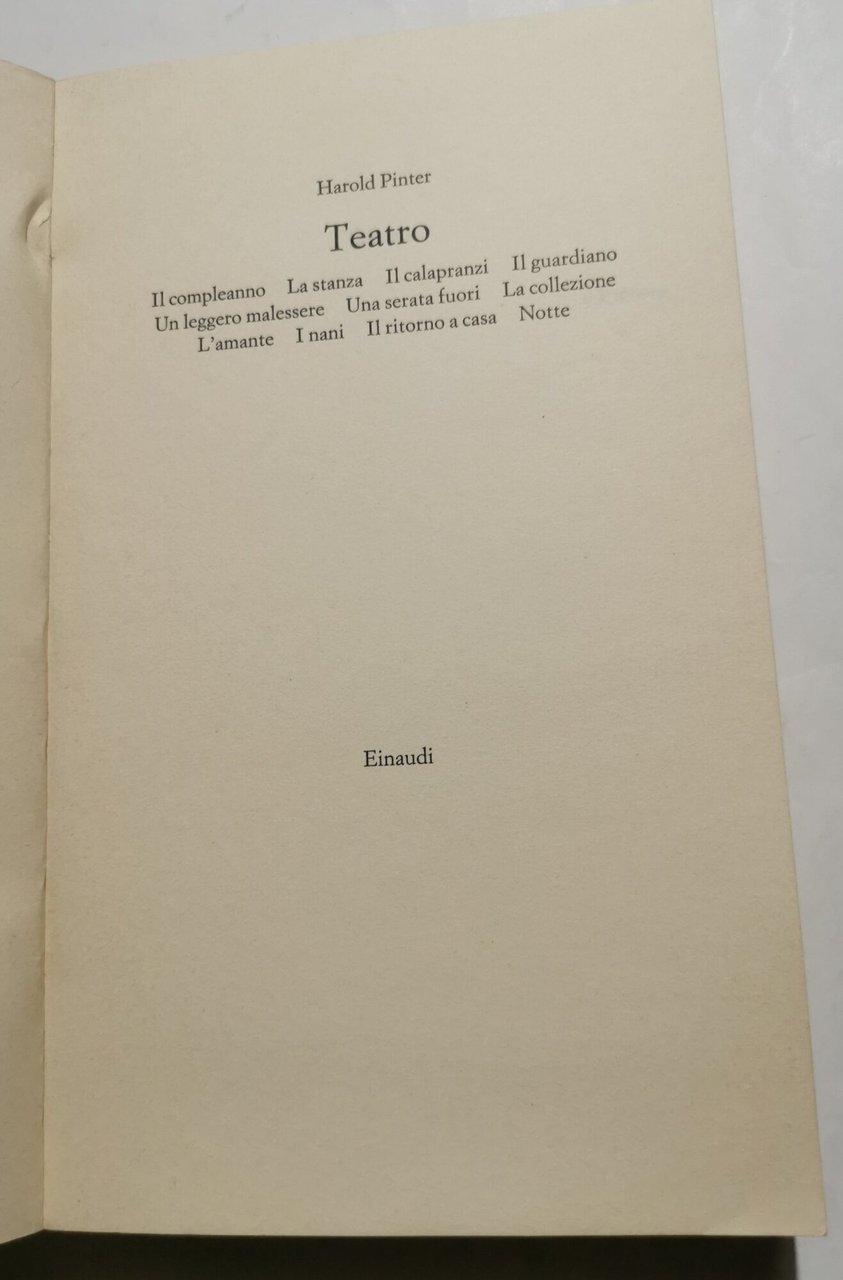 Harold Pinter
Teatro
Il compleanno La stanza Il calapranzi Il guardiano
Un leggero malessere Una serata fuori La collezione
L'amante I nani Il ritorno a casa Notte
Einaudi